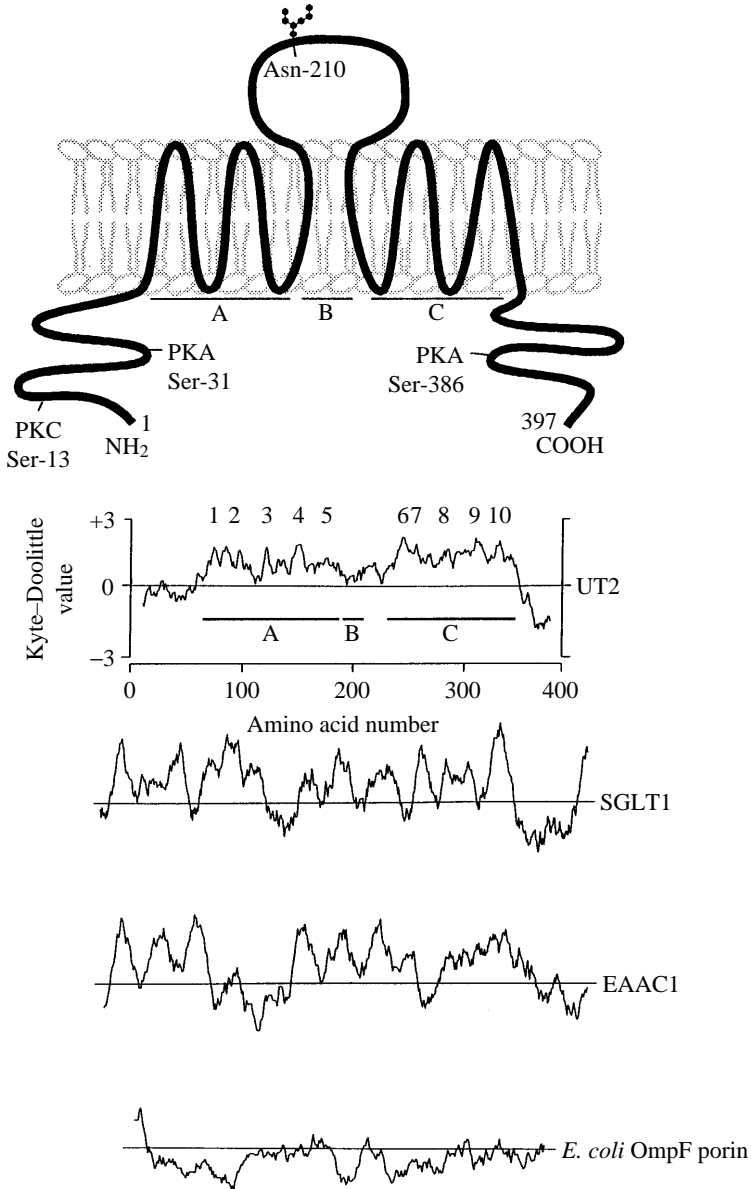 Asn-210
A B C
PKA
Ser-31
PKA
Ser-386
PKC
Ser-13
1
NH2
397
COOH
Kyte–Doolittle
value
+3
0
−3
1 2 3 4 5 67 8 9 10
UT2
A B C
0 100 200 300 400
Amino acid number
SGLT1
EAAC1
E. coli OmpF porin